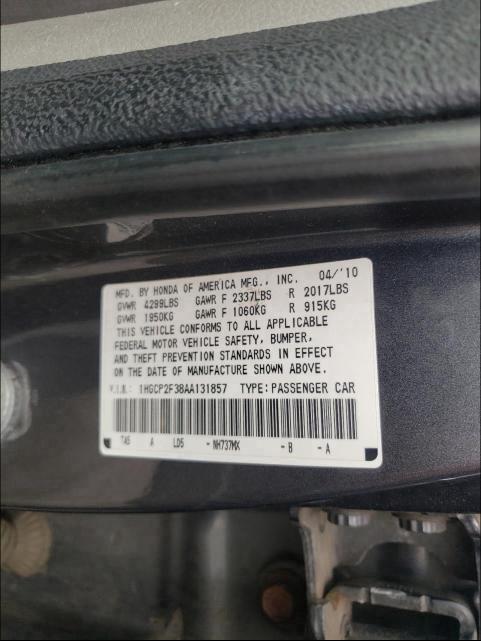 MFD. BY HONDA OF AMERICA MFG., INC. 04/'10
GVWR 4299LBS GAWR F 2337LBS R 2017LBS
GVWR 1950KG GAWR F 1060KG R 915KG
THIS VEHICLE CONFORMS TO ALL APPLICABLE
FEDERAL MOTOR VEHICLE SAFETY, BUMPER,
AND THEFT PREVENTION STANDARDS IN EFFECT
ON THE DATE OF MANUFACTURE SHOWN ABOVE.
V.I.N.: 1HGCP2F38AA131857 TYPE: PASSENGER CAR
TA5 A LD5 -NH737MX -B -A